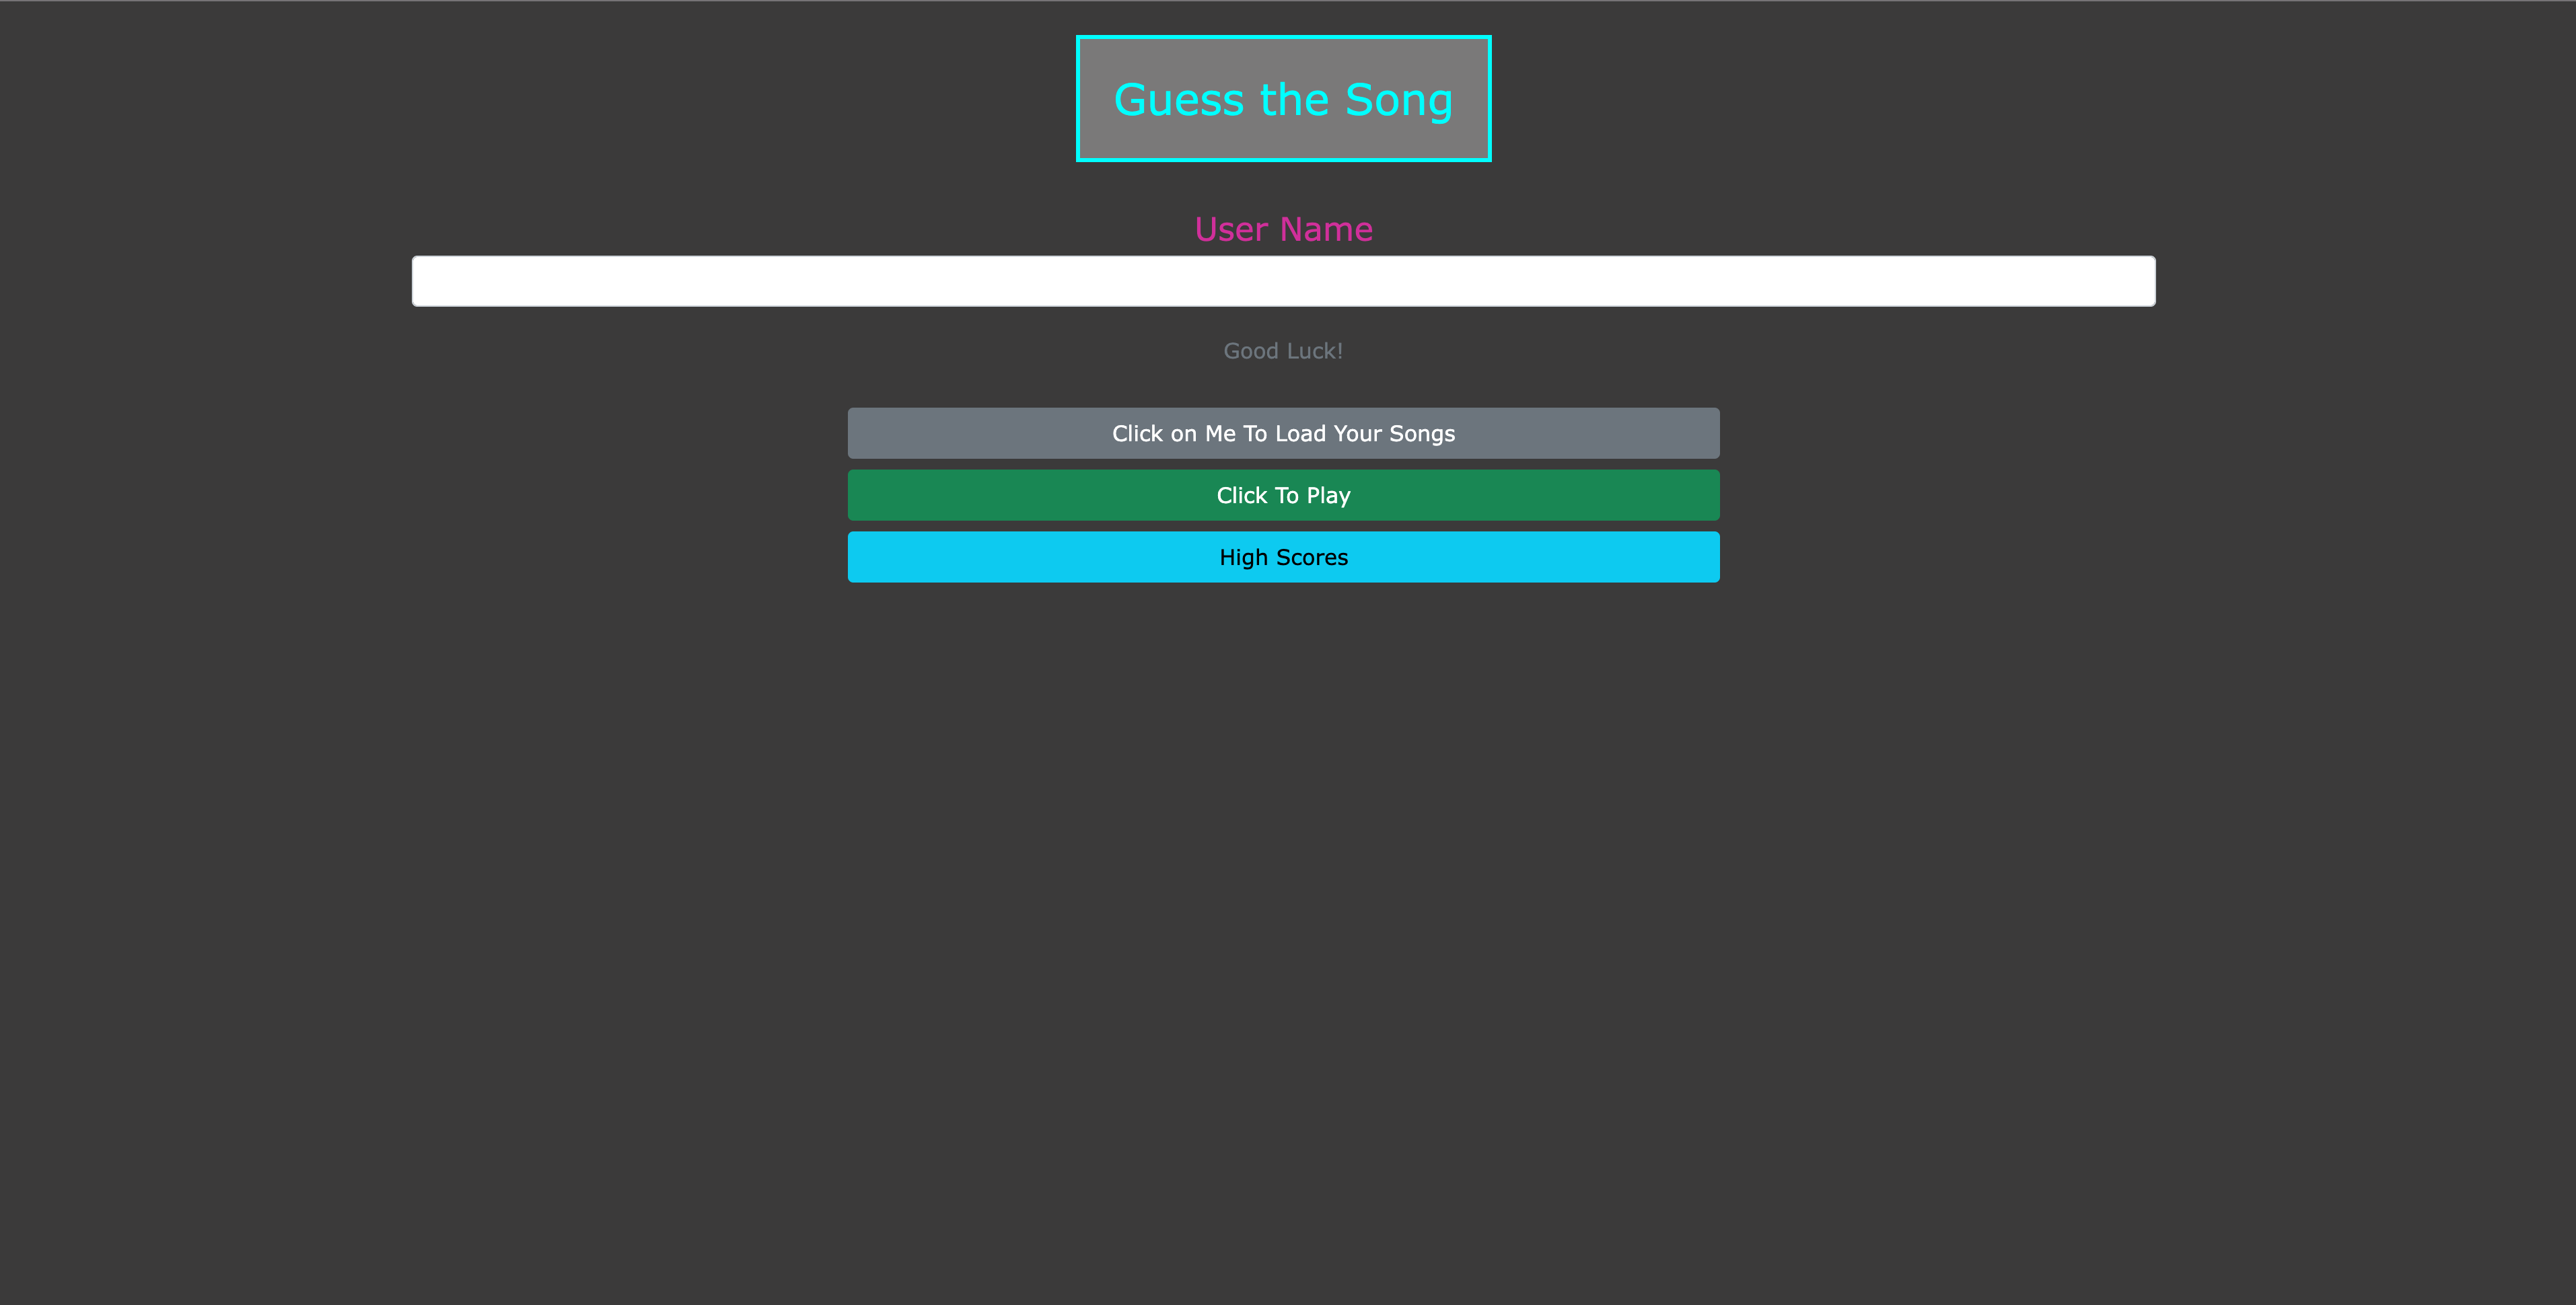 Guess the Song
User Name
Good Luck!
Click on Me To Load Your Songs
Click To Play
High Scores